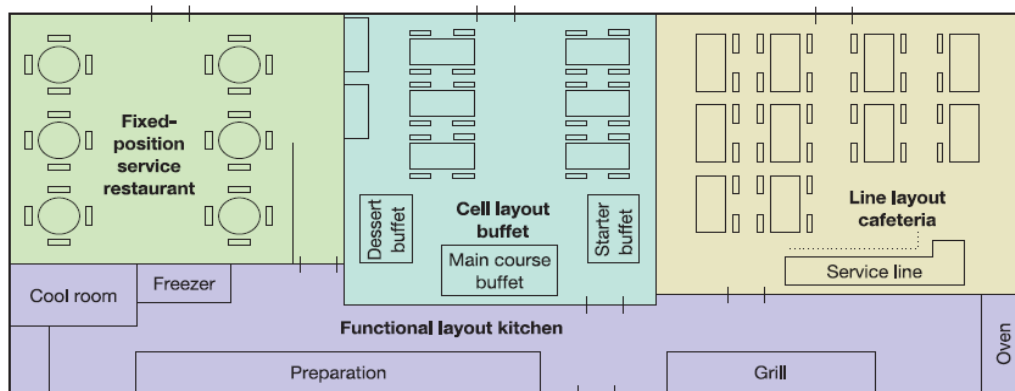 Fixed-
position
service
restaurant
Cell layout
buffet
Dessert
buffet
Main course
buffet
Starter
buffet
Line layout
cafeteria
Service line
Cool room
Freezer
Functional layout kitchen
Preparation
Grill
Oven